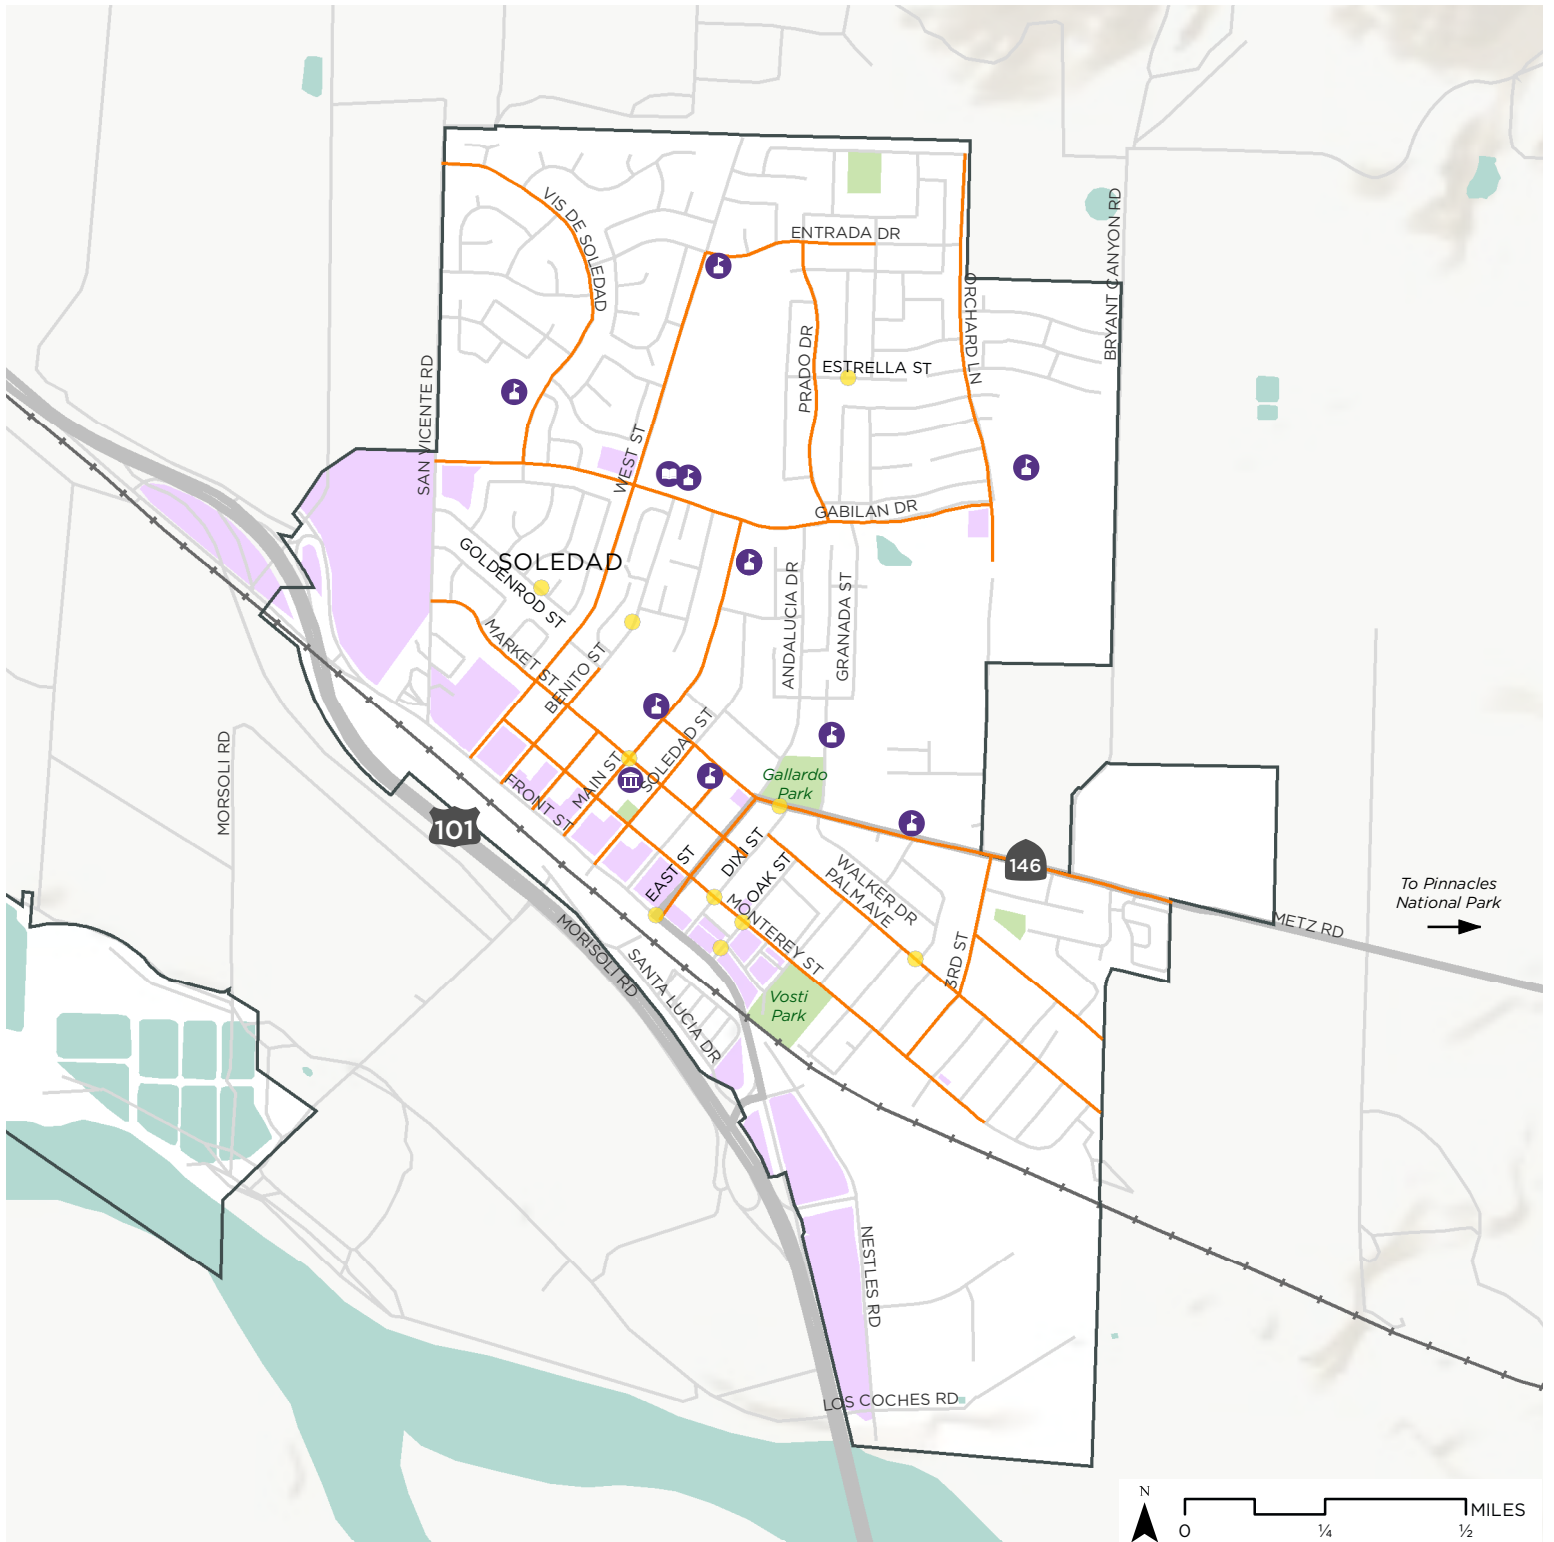 VIS DE SOLEDAD
ENTRADA DR
BRYANT CANYON RD
ORCHARD LN
PRADO DR
ESTRELLA ST
SAN VICENTE RD
WEST ST
GABILAN DR
SOLEDAD
GOLDENROD ST
ANDALUCIA DR
GRANADA ST
MARKET ST
BENITO ST
SOLEDAD ST
MAIN ST
FRONT ST
MORSOLI RD
101
Gallardo
Park
EAST ST
DIXI ST
OAK ST
WALKER DR
PALM AVE
146
MONTEREY ST
3RD ST
To Pinnacles
National Park
METZ RD
MORISOLI RD
SANTA LUCIA DR
Vosti
Park
NESTLES RD
LOS COCHES RD
N
MILES
0
¼
½